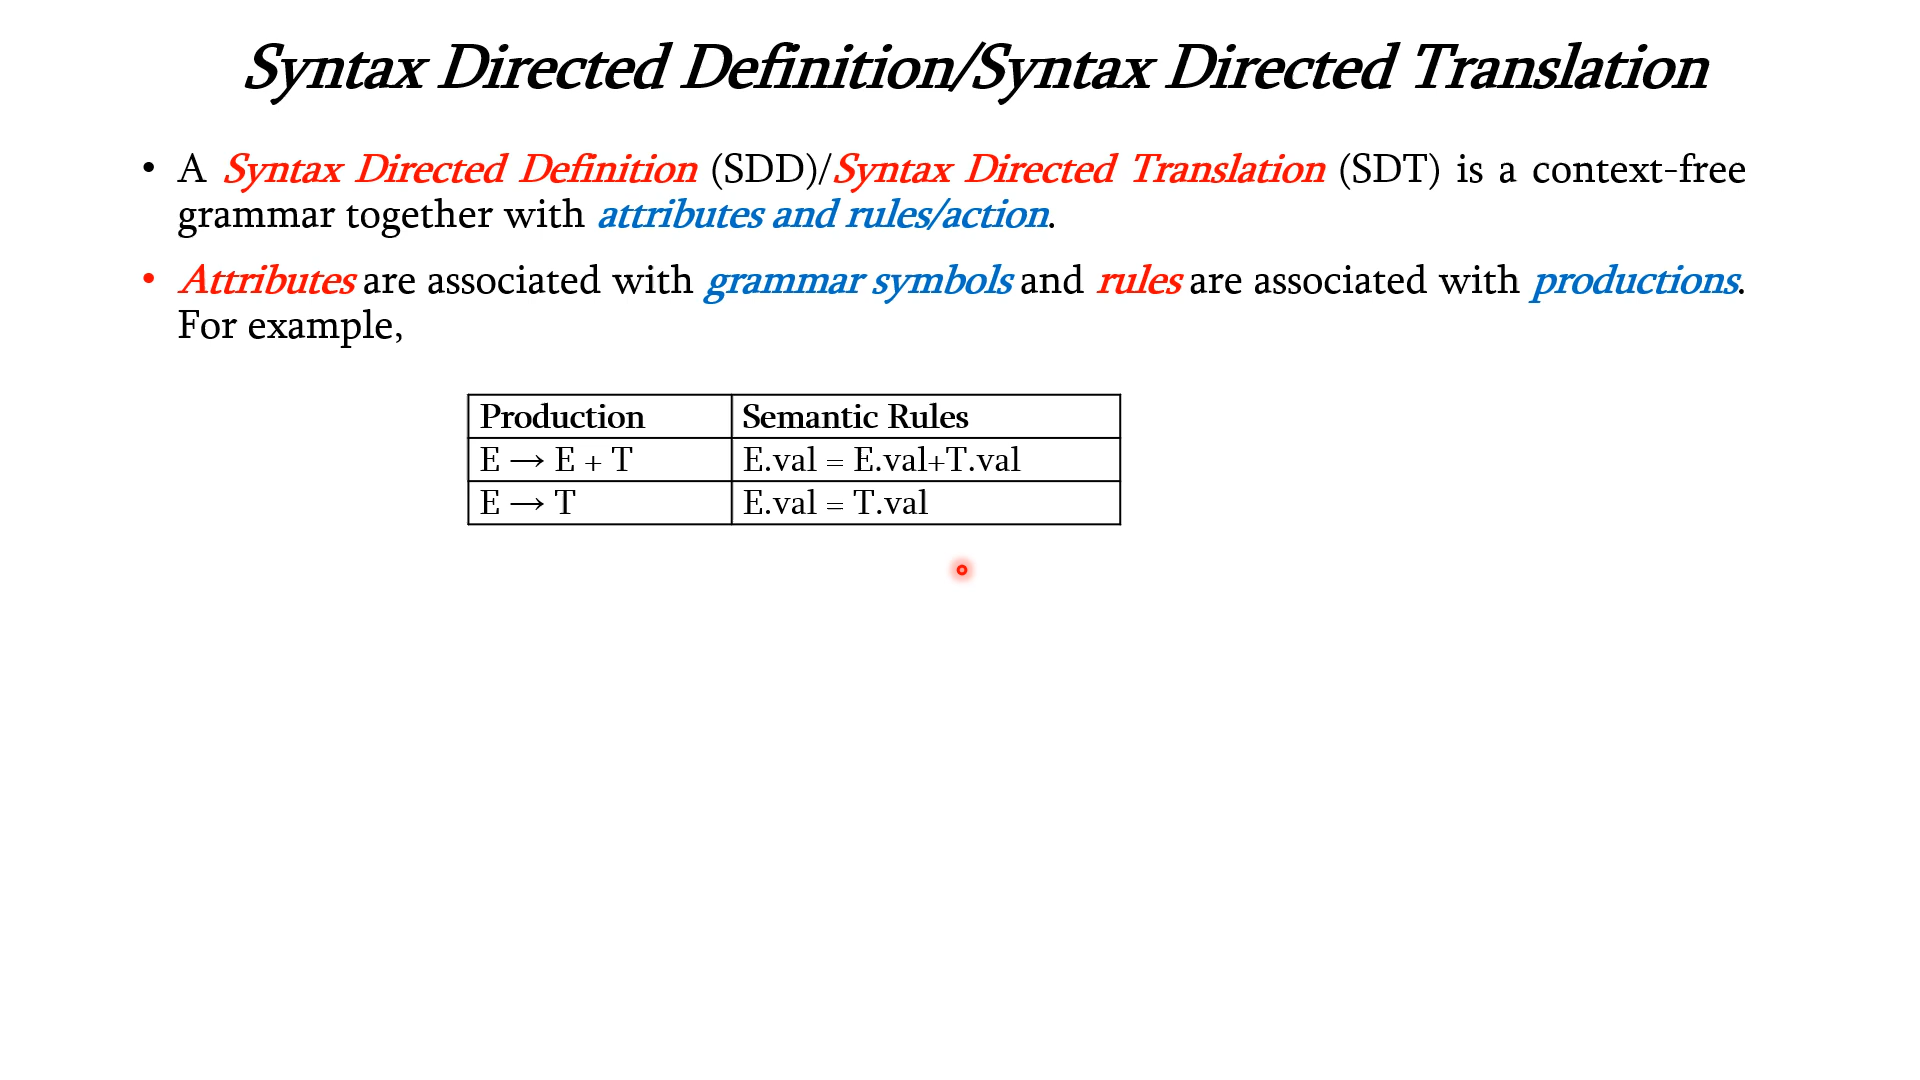 Syntax Directed Definition/Syntax Directed Translation
• A Syntax Directed Definition (SDD)/Syntax Directed Translation (SDT) is a context-free
grammar together with attributes and rules/action.
• Attributes are associated with grammar symbols and rules are associated with productions.
For example,
Production Semantic Rules
E → E + T E.val = E.val+T.val
E → T E.val = T.val